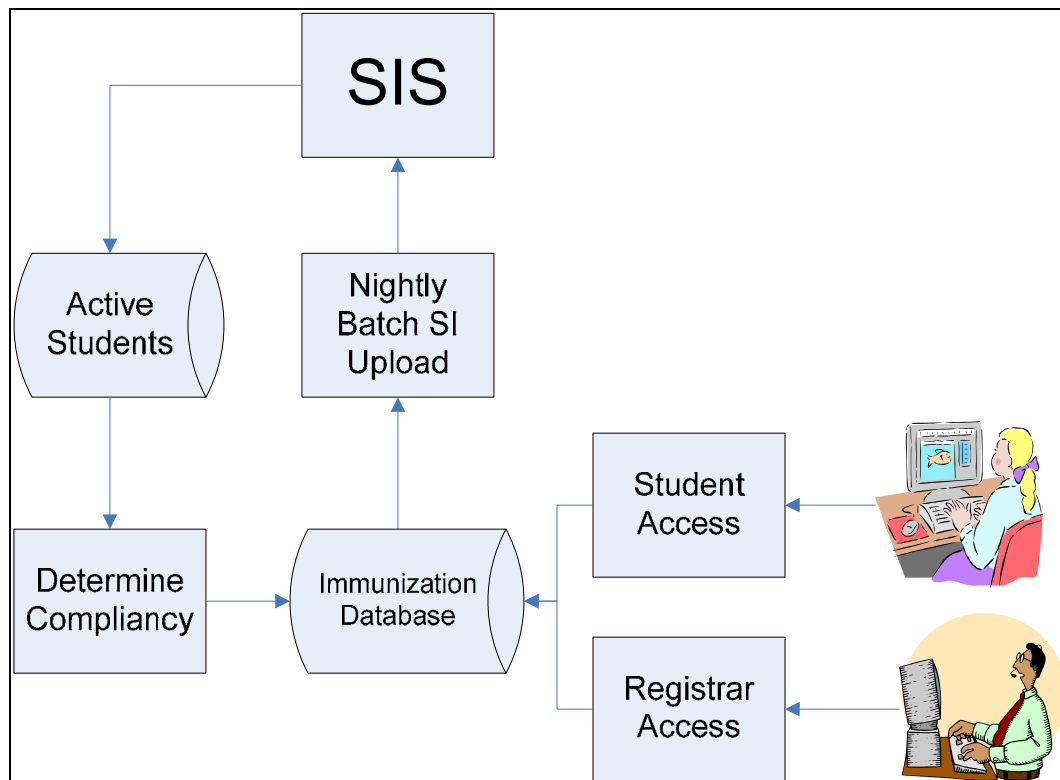 SIS
Active
Students
Nightly
Batch SI
Upload
Student
Access
Determine
Compliancy
Immunization
Database
Registrar
Access